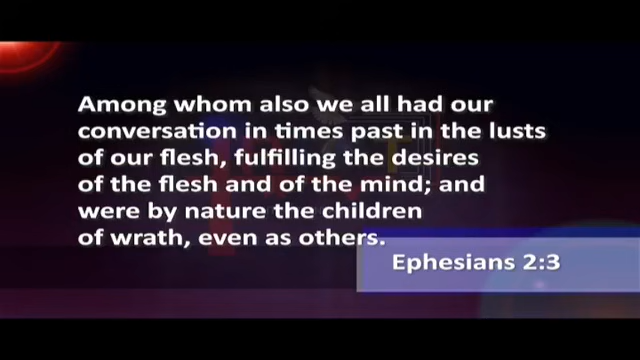 Among whom also we all had our
conversation in times past in the lusts
of our flesh, fulfilling the desires
of the flesh and of the mind; and
were by nature the children
of wrath, even as others.
Ephesians 2:3